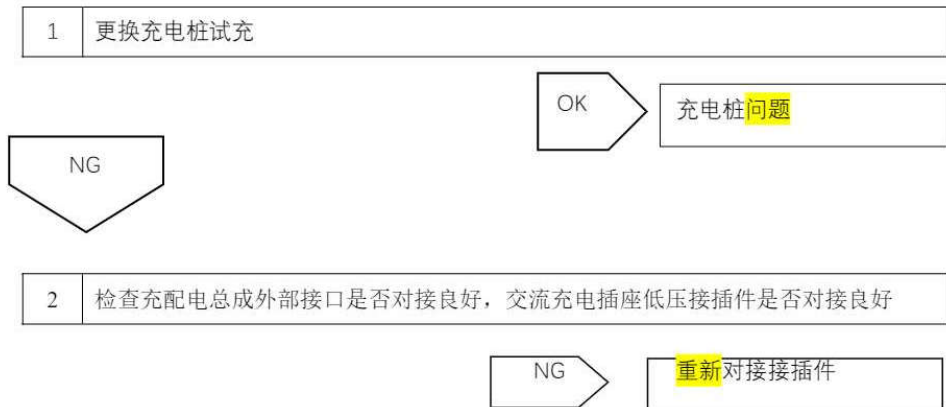 1 更换充电桩试充
OK 充电桩问题
NG
2 检查充配电总成外部接口是否对接良好，交流充电插座低压接插件是否对接良好
NG 重新对接接插件